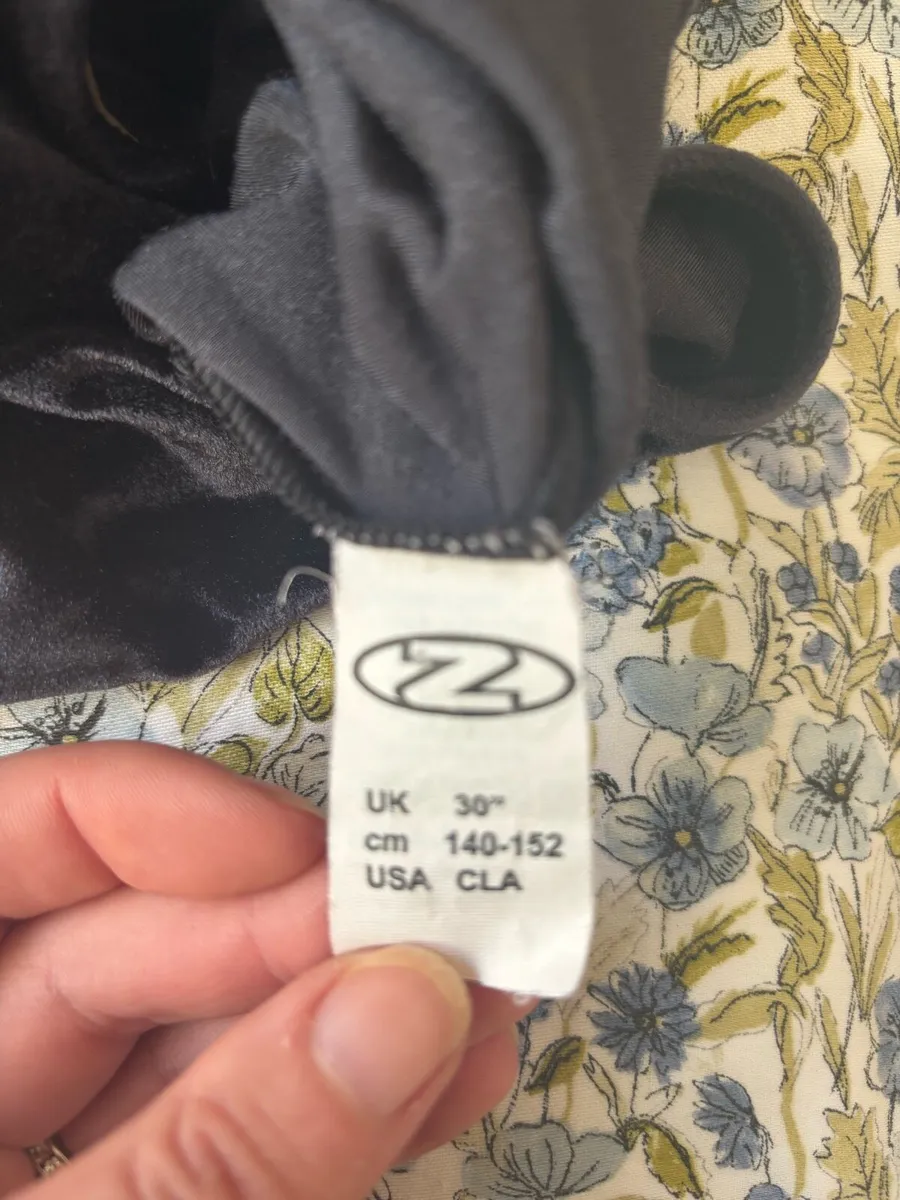 UK 30"
cm 140-152
USA CLA